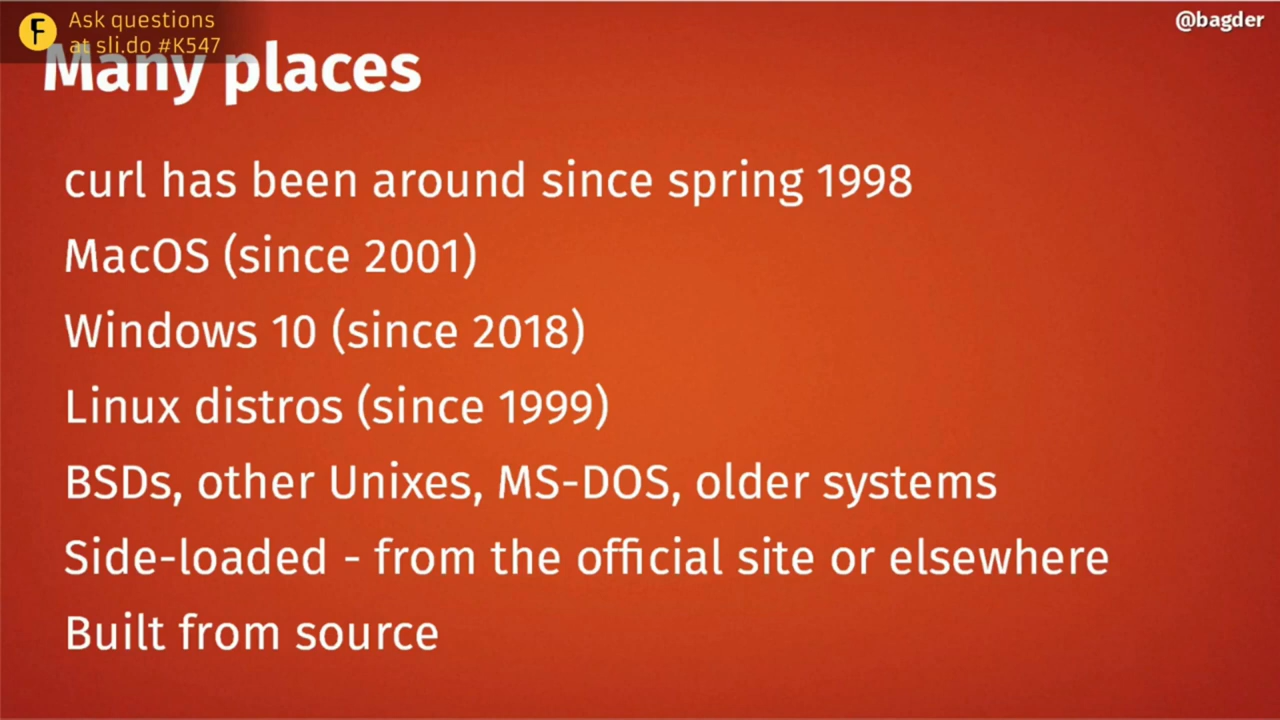 F
Ask questions
at sli.do #K547
@bagder
Many places
curl has been around since spring 1998
MacOS (since 2001)
Windows 10 (since 2018)
Linux distros (since 1999)
BSDs, other Unixes, MS-DOS, older systems
Side-loaded - from the official site or elsewhere
Built from source